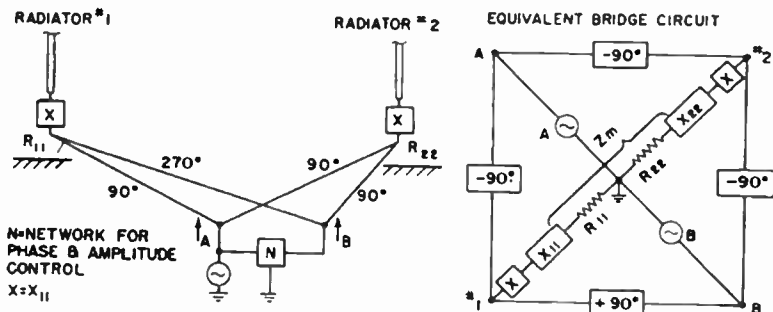 RADIATOR #1
RADIATOR #2
X
X
R11
R22
270°
90°
90°
90°
A
B
N
~
N=NETWORK FOR
PHASE & AMPLITUDE
CONTROL
X=X11
EQUIVALENT BRIDGE CIRCUIT
A
-90°
#2
X
X22
A
~
Zm
R22
-90°
-90°
R11
~
B
X11
X
#1
+90°
B